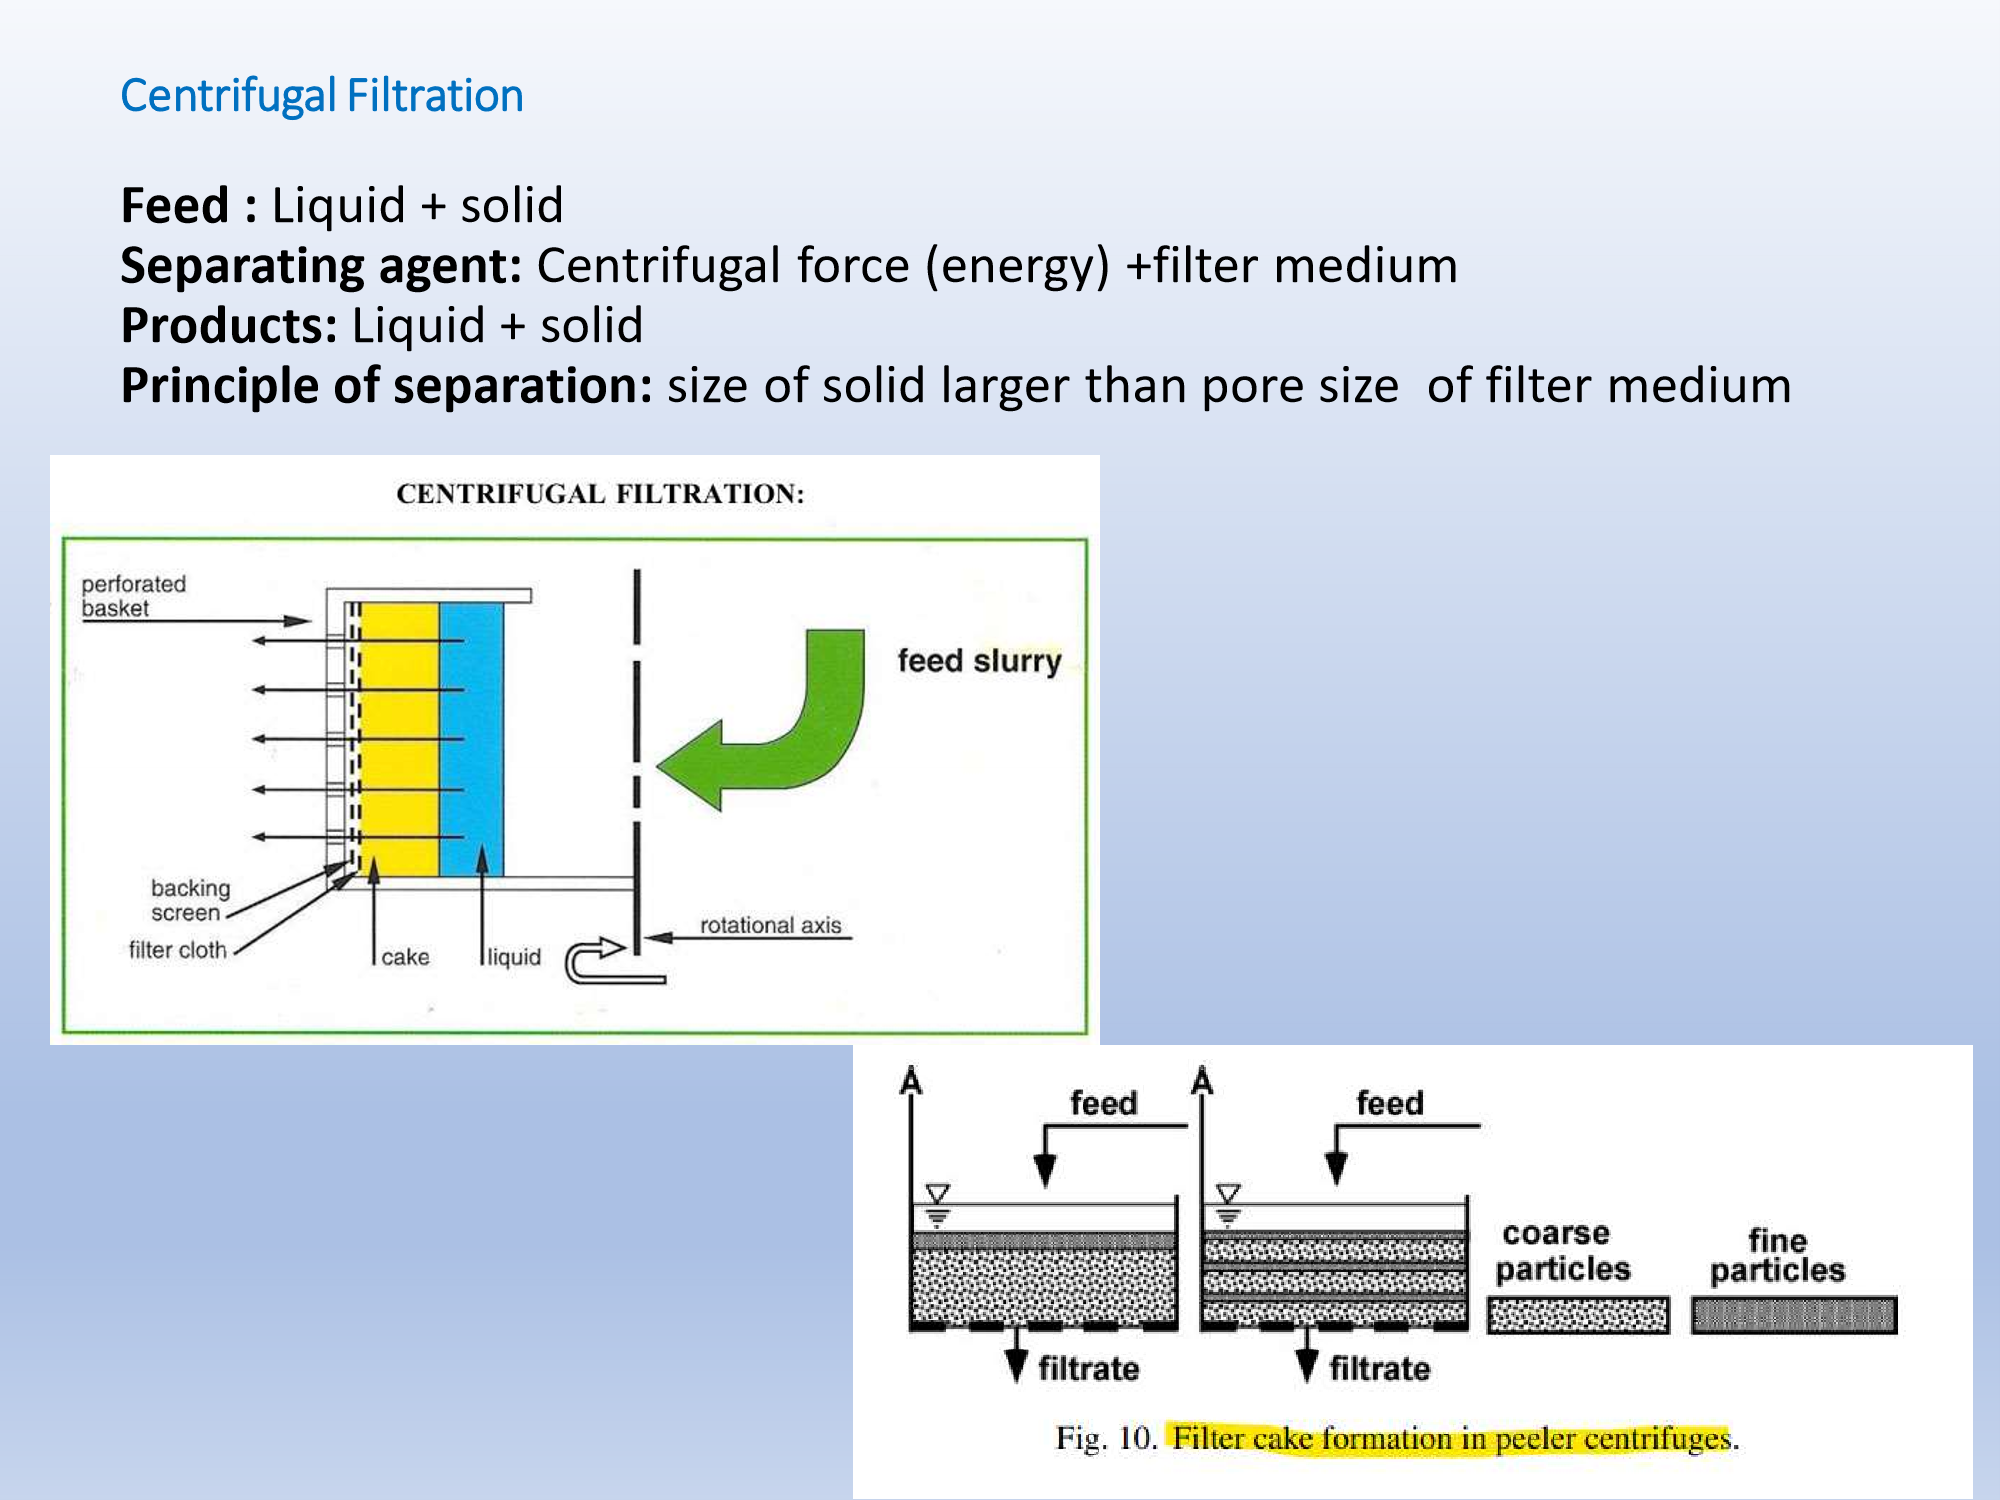 Centrifugal Filtration
Feed : Liquid + solid
Separating agent: Centrifugal force (energy) +filter medium
Products: Liquid + solid
Principle of separation: size of solid larger than pore size  of filter medium
CENTRIFUGAL FILTRATION:
perforated
basket
feed slurry
backing
screen
filter cloth
cake
liquid
rotational axis
A
feed
A
feed
coarse
particles
fine
particles
filtrate
filtrate
Fig. 10. Filter cake formation in peeler centrifuges.